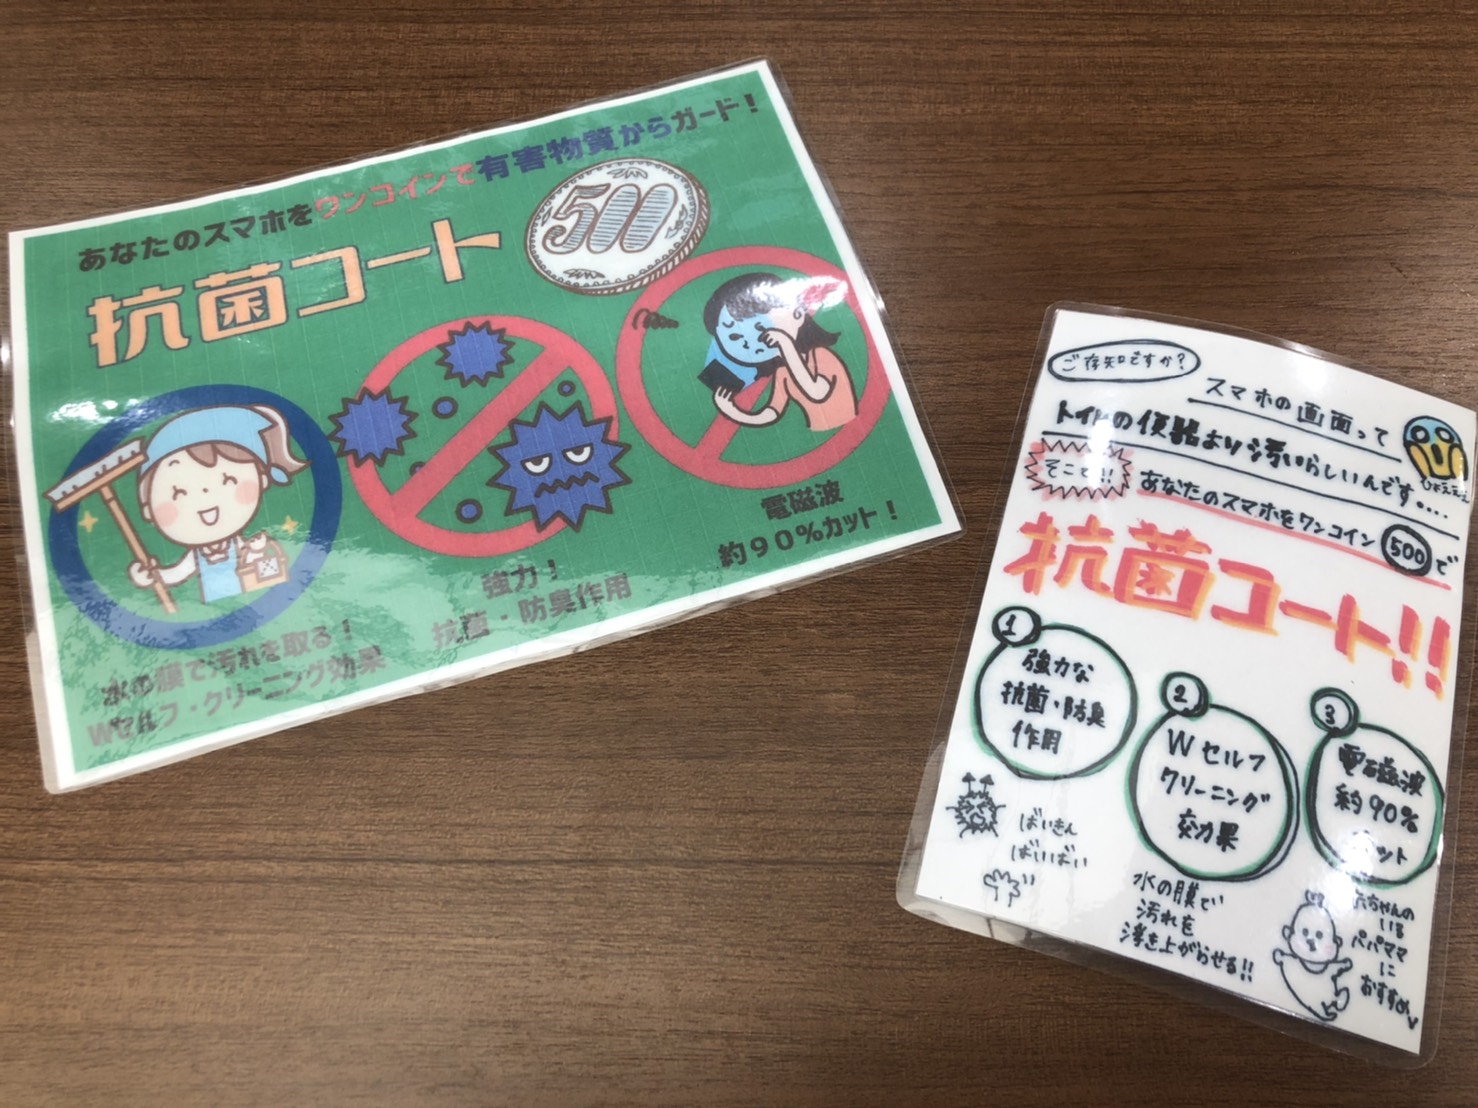 あなたのスマホをワンコインで有害物質からガード!
抗菌コート
500
水の膜で汚れを取る!
Wセルフ・クリーニング効果
強力!
抗菌・防臭作用
電磁波
約90%カット!
ご存知ですか?
スマホの画面って
トイレの便器より汚いらしいんです。...
ひょえええ
そこで!!
あなたのスマホをワンコイン500で
抗菌コート!!
1
強力な
抗菌・防臭
作用
ばいきん
ばいばい
2
Wセルフ
クリーニング
効果
水の膜で
汚れを
浮き上がらせる!!
3
電磁波
約90%
カット
赤ちゃんの
いる
パパママ
に
おすすめ